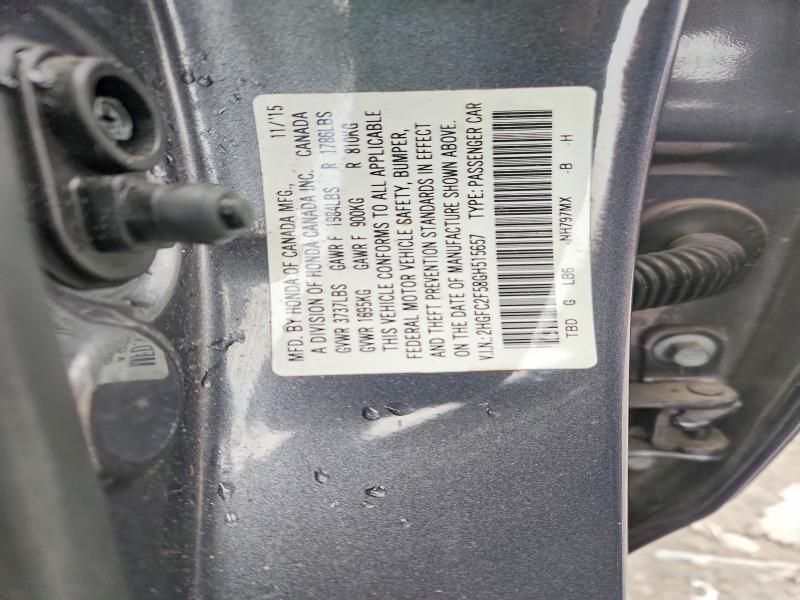 MFD. BY HONDA OF CANADA MFG., 11/'15
A DIVISION OF HONDA CANADA INC. CANADA
GVWR 3737LBS GAWR F 1984LBS R 1786LBS
GVWR 1695KG GAWR F 900KG R 810KG
THIS VEHICLE CONFORMS TO ALL APPLICABLE
FEDERAL MOTOR VEHICLE SAFETY, BUMPER,
AND THEFT PREVENTION STANDARDS IN EFFECT
ON THE DATE OF MANUFACTURE SHOWN ABOVE.
V.I.N.: 2HGFC2F58GH515657 TYPE: PASSENGER CAR
TBD G LB6 -NH797MX -B -H